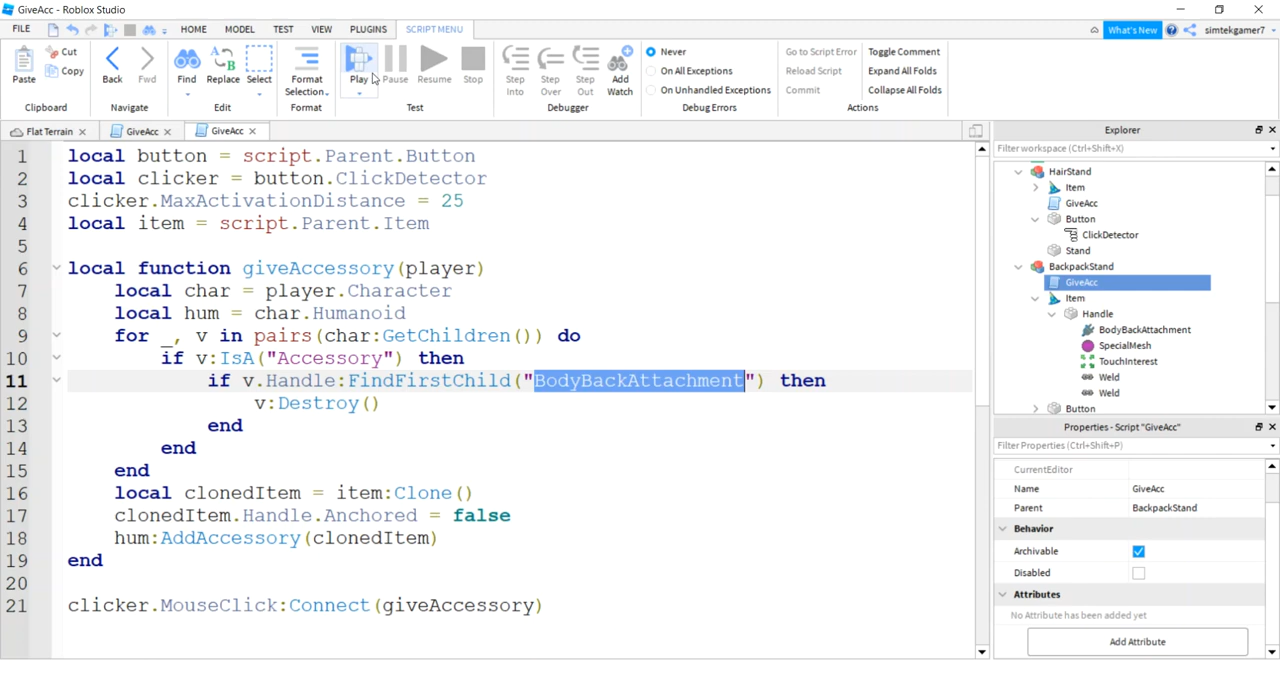 GiveAcc - Roblox Studio
FILE HOME MODEL TEST VIEW PLUGINS SCRIPT MENU What's New simtekgamer7
Paste Cut Copy Back Fwd Find Replace Select Format Selection Play Pause Resume Stop Step Into Step Over Step Out Add Watch Never On All Exceptions On Unhandled Exceptions Go to Script Error Reload Script Commit Toggle Comment Expand All Folds Collapse All Folds
Clipboard Navigate Edit Format Test Debugger Debug Errors Actions
Flat Terrain GiveAcc GiveAcc
1 local button = script.Parent.Button
2 local clicker = button.ClickDetector
3 clicker.MaxActivationDistance = 25
4 local item = script.Parent.Item
5
6 local function giveAccessory(player)
7 local char = player.Character
8 local hum = char.Humanoid
9 for _, v in pairs(char:GetChildren()) do
10 if v:IsA("Accessory") then
11 if v.Handle:FindFirstChild("BodyBackAttachment") then
12 v:Destroy()
13 end
14 end
15 end
16 local clonedItem = item:Clone()
17 clonedItem.Handle.Anchored = false
18 hum:AddAccessory(clonedItem)
19 end
20
21 clicker.MouseClick:Connect(giveAccessory)
Explorer
Filter workspace (Ctrl+Shift+X)
HairStand
Item
GiveAcc
Button
ClickDetector
Stand
BackpackStand
GiveAcc
Item
Handle
BodyBackAttachment
SpecialMesh
TouchInterest
Weld
Weld
Button
Properties - Script "GiveAcc"
Filter Properties (Ctrl+Shift+P)
CurrentEditor
Name GiveAcc
Parent BackpackStand
Behavior
Archivable
Disabled
Attributes
No Attribute has been added yet
Add Attribute